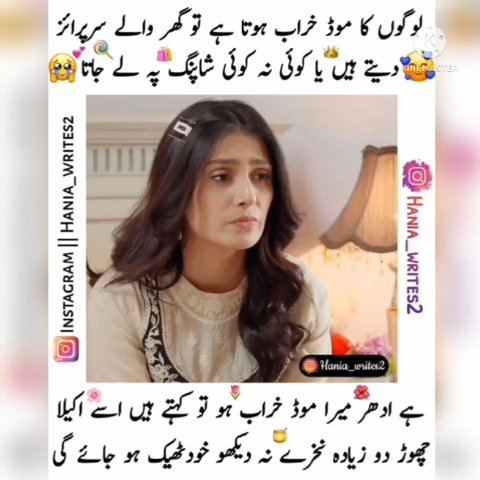 لوگوں کا موڈ خراب ہوتا ہے تو گھر والے سرپرائز
دیتے ہیں یا کوئی نہ کوئی شاپنگ پہ لے جاتا
KINEMASTER
INSTAGRAM || HANIA_WRITES2
HANIA_WRITES2
Hania_writes2
ہے ادھر میرا موڈ خراب ہو تو کہتے ہیں اسے اکیلا
چھوڑ دو زیادہ نخرے نہ دیکھو خودٹھیک ہو جائے گی